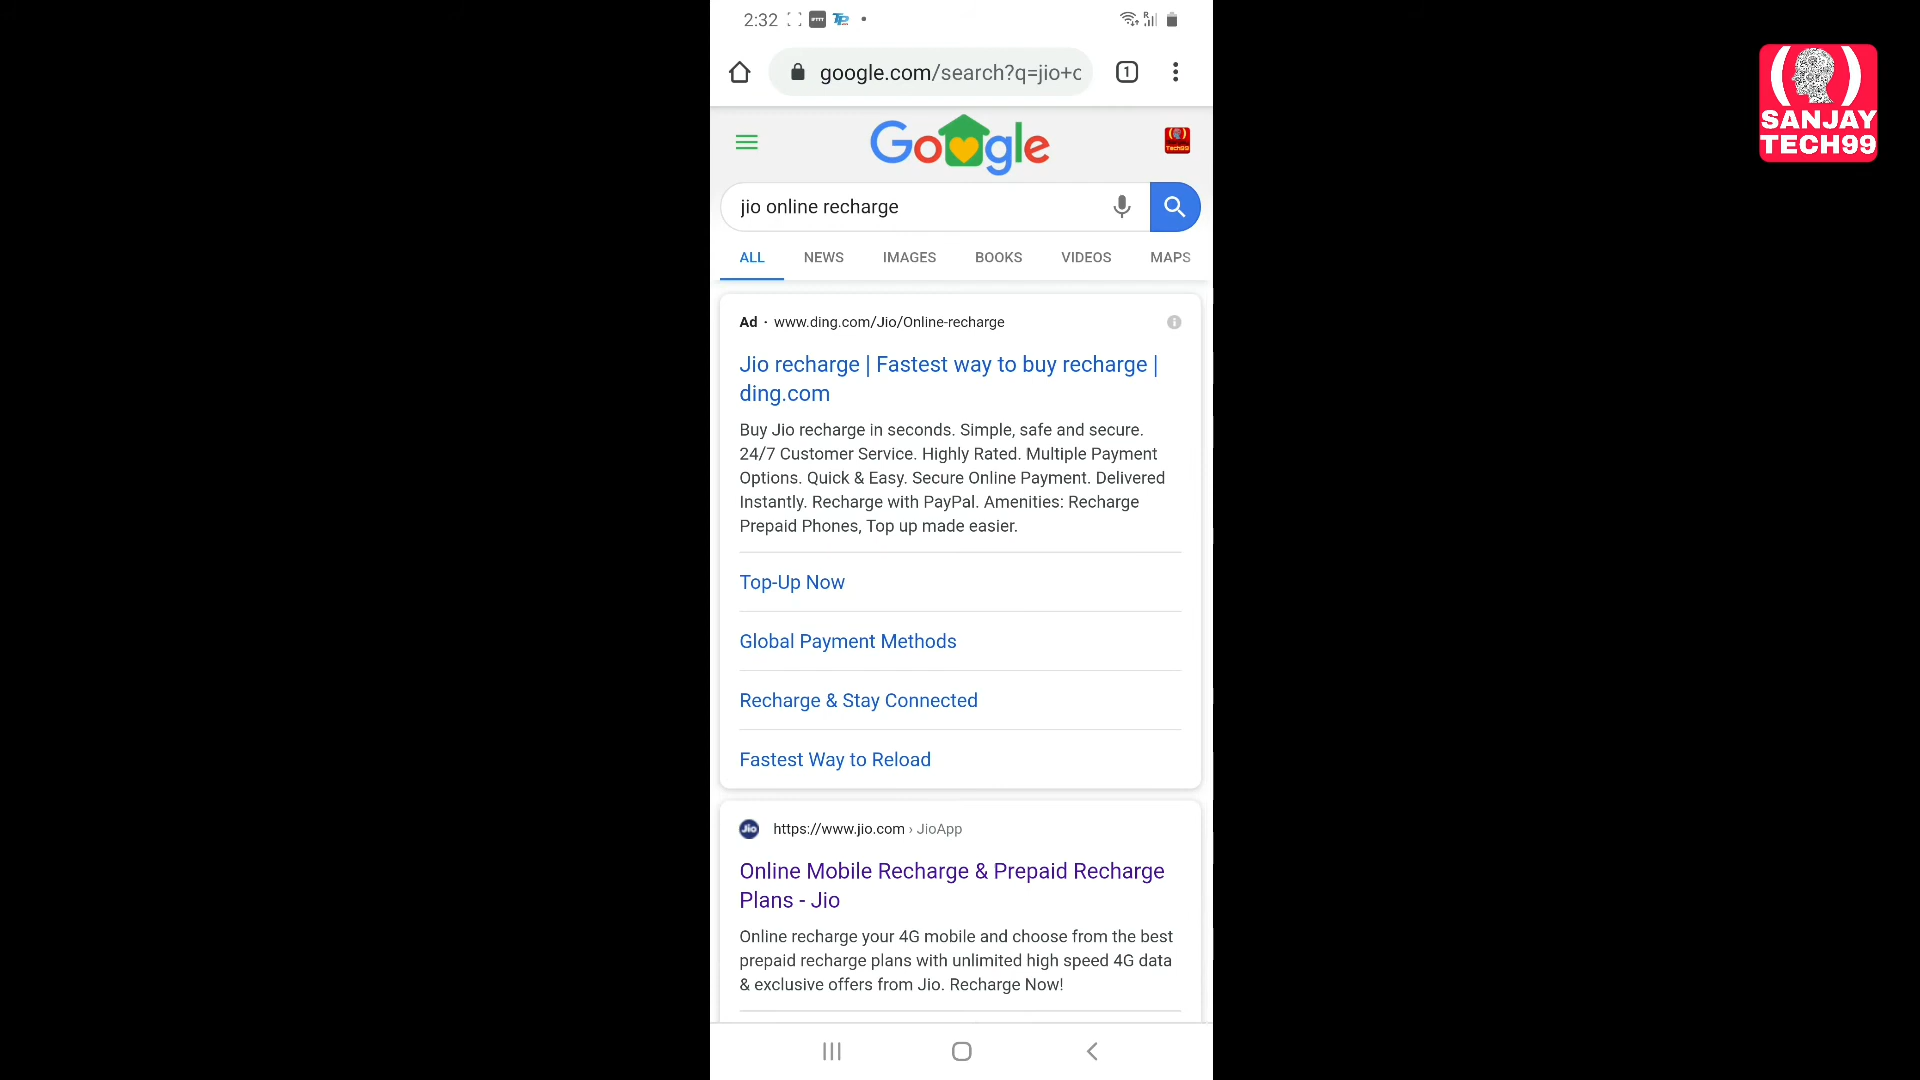 2:32
google.com/search?q=jio+c
1
SANJAY
TECH99
Google
jio online recharge
ALL NEWS IMAGES BOOKS VIDEOS MAPS
Ad · www.ding.com/Jio/Online-recharge
Jio recharge | Fastest way to buy recharge |
ding.com
Buy Jio recharge in seconds. Simple, safe and secure.
24/7 Customer Service. Highly Rated. Multiple Payment
Options. Quick & Easy. Secure Online Payment. Delivered
Instantly. Recharge with PayPal. Amenities: Recharge
Prepaid Phones, Top up made easier.
Top-Up Now
Global Payment Methods
Recharge & Stay Connected
Fastest Way to Reload
Jio https://www.jio.com › JioApp
Online Mobile Recharge & Prepaid Recharge
Plans - Jio
Online recharge your 4G mobile and choose from the best
prepaid recharge plans with unlimited high speed 4G data
& exclusive offers from Jio. Recharge Now!